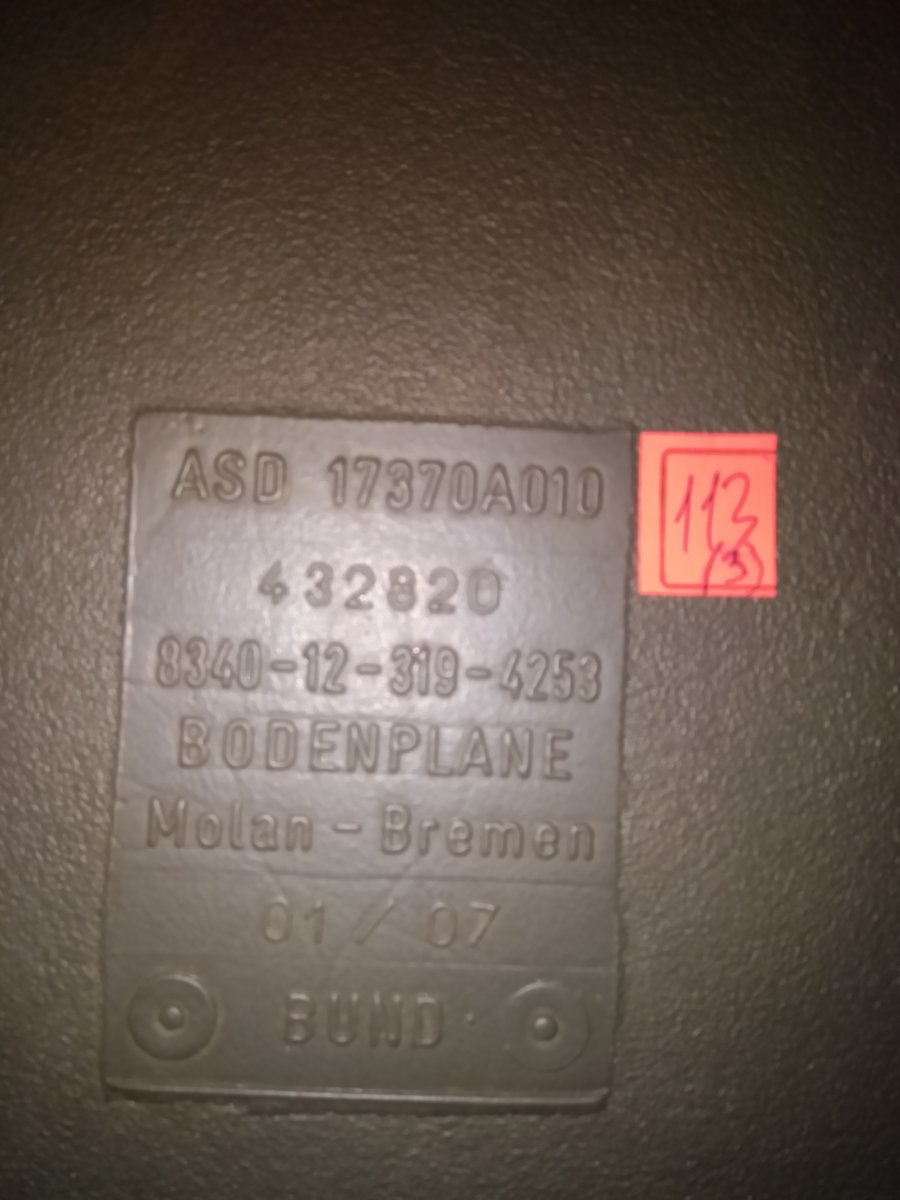 ASD 17370A010
432820
8340-12-319-4253
BODENPLANE
Molan - Bremen
01/07
BUND
113
(3)